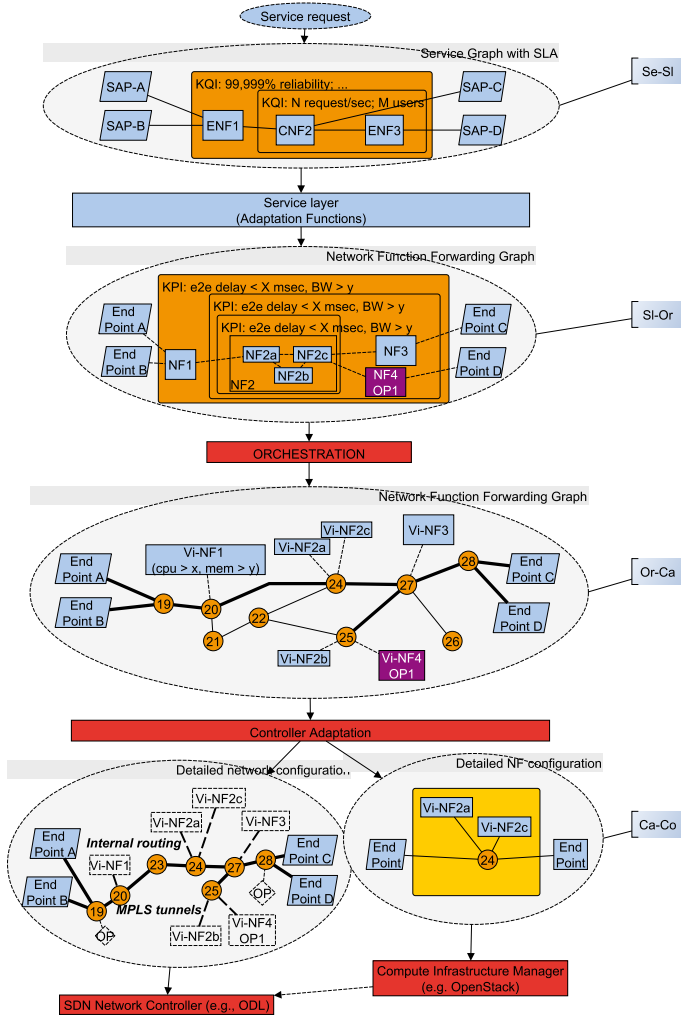 Service request
Service Graph with SLA
Se-Sl
KQI: 99,999% reliability; ...
SAP-A
SAP-C
KQI: N request/sec; M users
SAP-B
ENF1
CNF2
ENF3
SAP-D
Service layer
(Adaptation Functions)
Network Function Forwarding Graph
KPI: e2e delay < X msec, BW > y
KPI: e2e delay < X msec, BW > y
KPI: e2e delay < X msec, BW > y
End
Point A
End
Point C
Sl-Or
End
Point B
NF1
NF2a
NF2c
NF2b
NF2
NF3
NF4
OP1
End
Point D
ORCHESTRATION
Network Function Forwarding Graph
Vi-NF1
(cpu > x, mem > y)
Vi-NF2c
Vi-NF2a
Vi-NF3
End
Point A
End
Point C
Or-Ca
End
Point B
End
Point D
19
20
21
22
24
25
27
28
26
Vi-NF2b
Vi-NF4
OP1
Controller Adaptation
Detailed network configuration
Detailed NF configuration
Vi-NF2c
Vi-NF2a
Vi-NF3
End
Point A
Internal routing
End
Point C
Vi-NF1
23
24
27
28
End
Point B
20
25
OP
End
Point D
19
MPLS tunnels
OP
Vi-NF2b
Vi-NF4
OP1
Vi-NF2a
Vi-NF2c
End
Point
24
End
Point
Ca-Co
Compute Infrastructure Manager
(e.g. OpenStack)
SDN Network Controller (e.g., ODL)